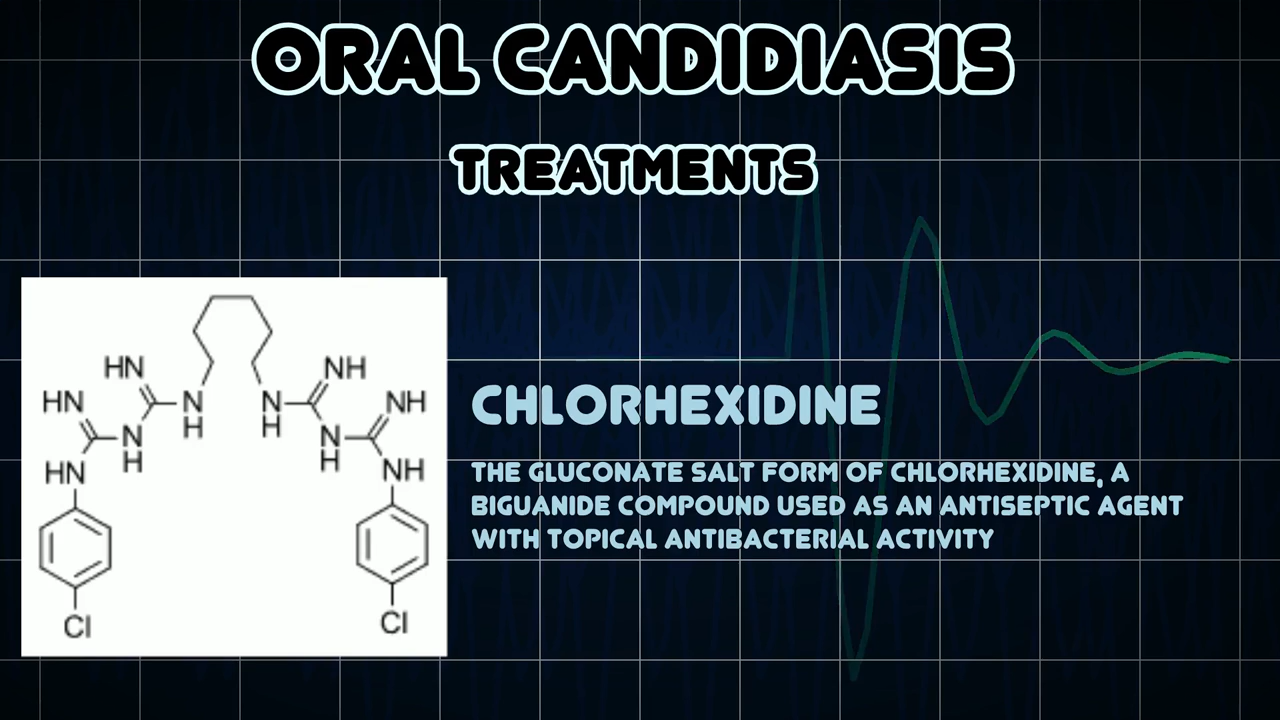 ORAL CANDIDIASIS
TREATMENTS
HN
NH
HN
N
H
N
H
NH
N
H
N
H
HN
NH
Cl
Cl
CHLORHEXIDINE
THE GLUCONATE SALT FORM OF CHLORHEXIDINE, A
BIGUANIDE COMPOUND USED AS AN ANTISEPTIC AGENT
WITH TOPICAL ANTIBACTERIAL ACTIVITY